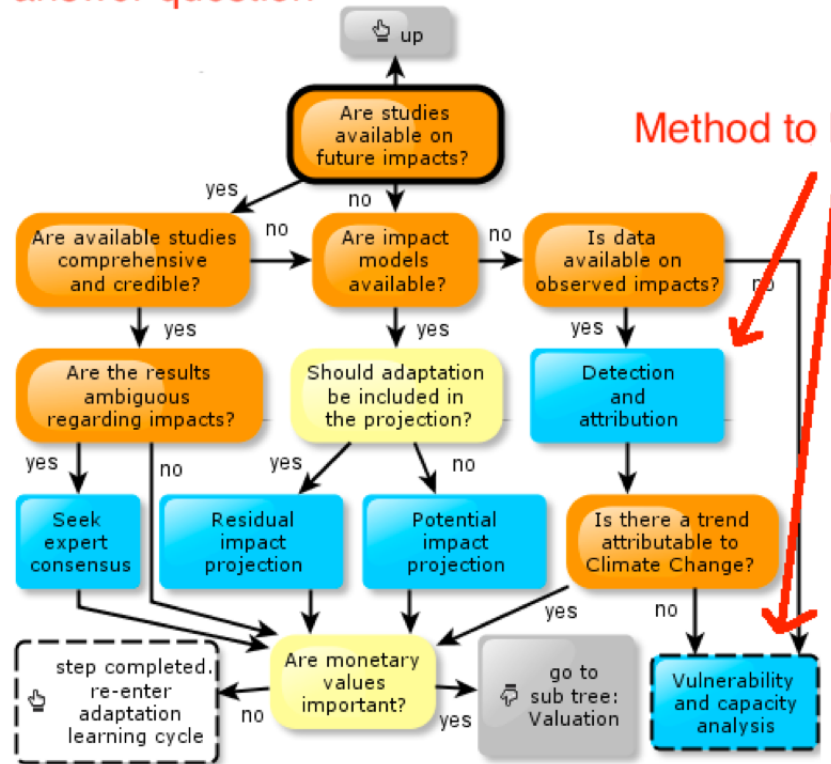 answer question
up
Are studies
available on
future impacts?
Method to
yes
no
Are available studies
comprehensive
and credible?
no
Are impact
models
available?
no
Is data
available on
observed impacts?
no
yes
yes
yes
Are the results
ambiguous
regarding impacts?
Should adaptation
be included in
the projection?
Detection
and
attribution
yes
no
yes
no
Seek
expert
consensus
Residual
impact
projection
Potential
impact
projection
Is there a trend
attributable to
Climate Change?
yes
no
step completed.
re-enter
adaptation
learning cycle
no
Are monetary
values
important?
yes
go to
sub tree:
Valuation
Vulnerability
and capacity
analysis